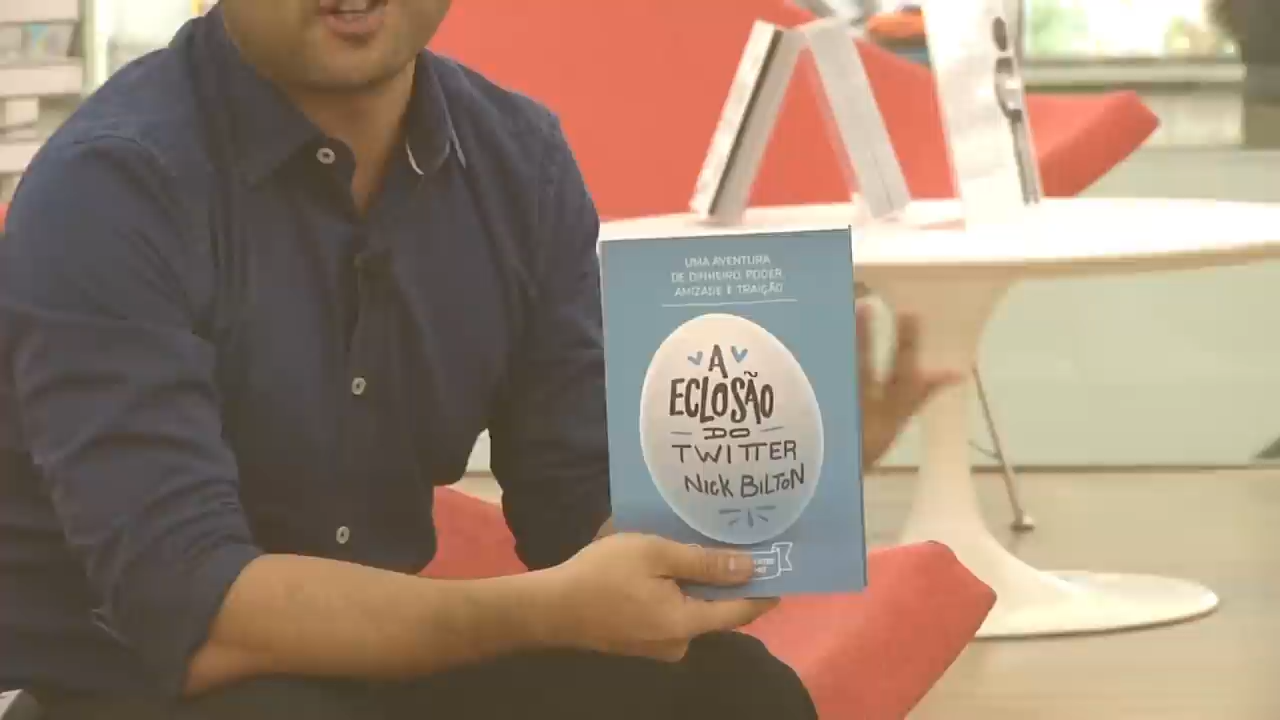 UMA AVENTURA
DE DINHEIRO, PODER,
AMIZADE E TRAIÇÃO
A
ECLOSÃO
DO
TWITTER
NICK BILTON